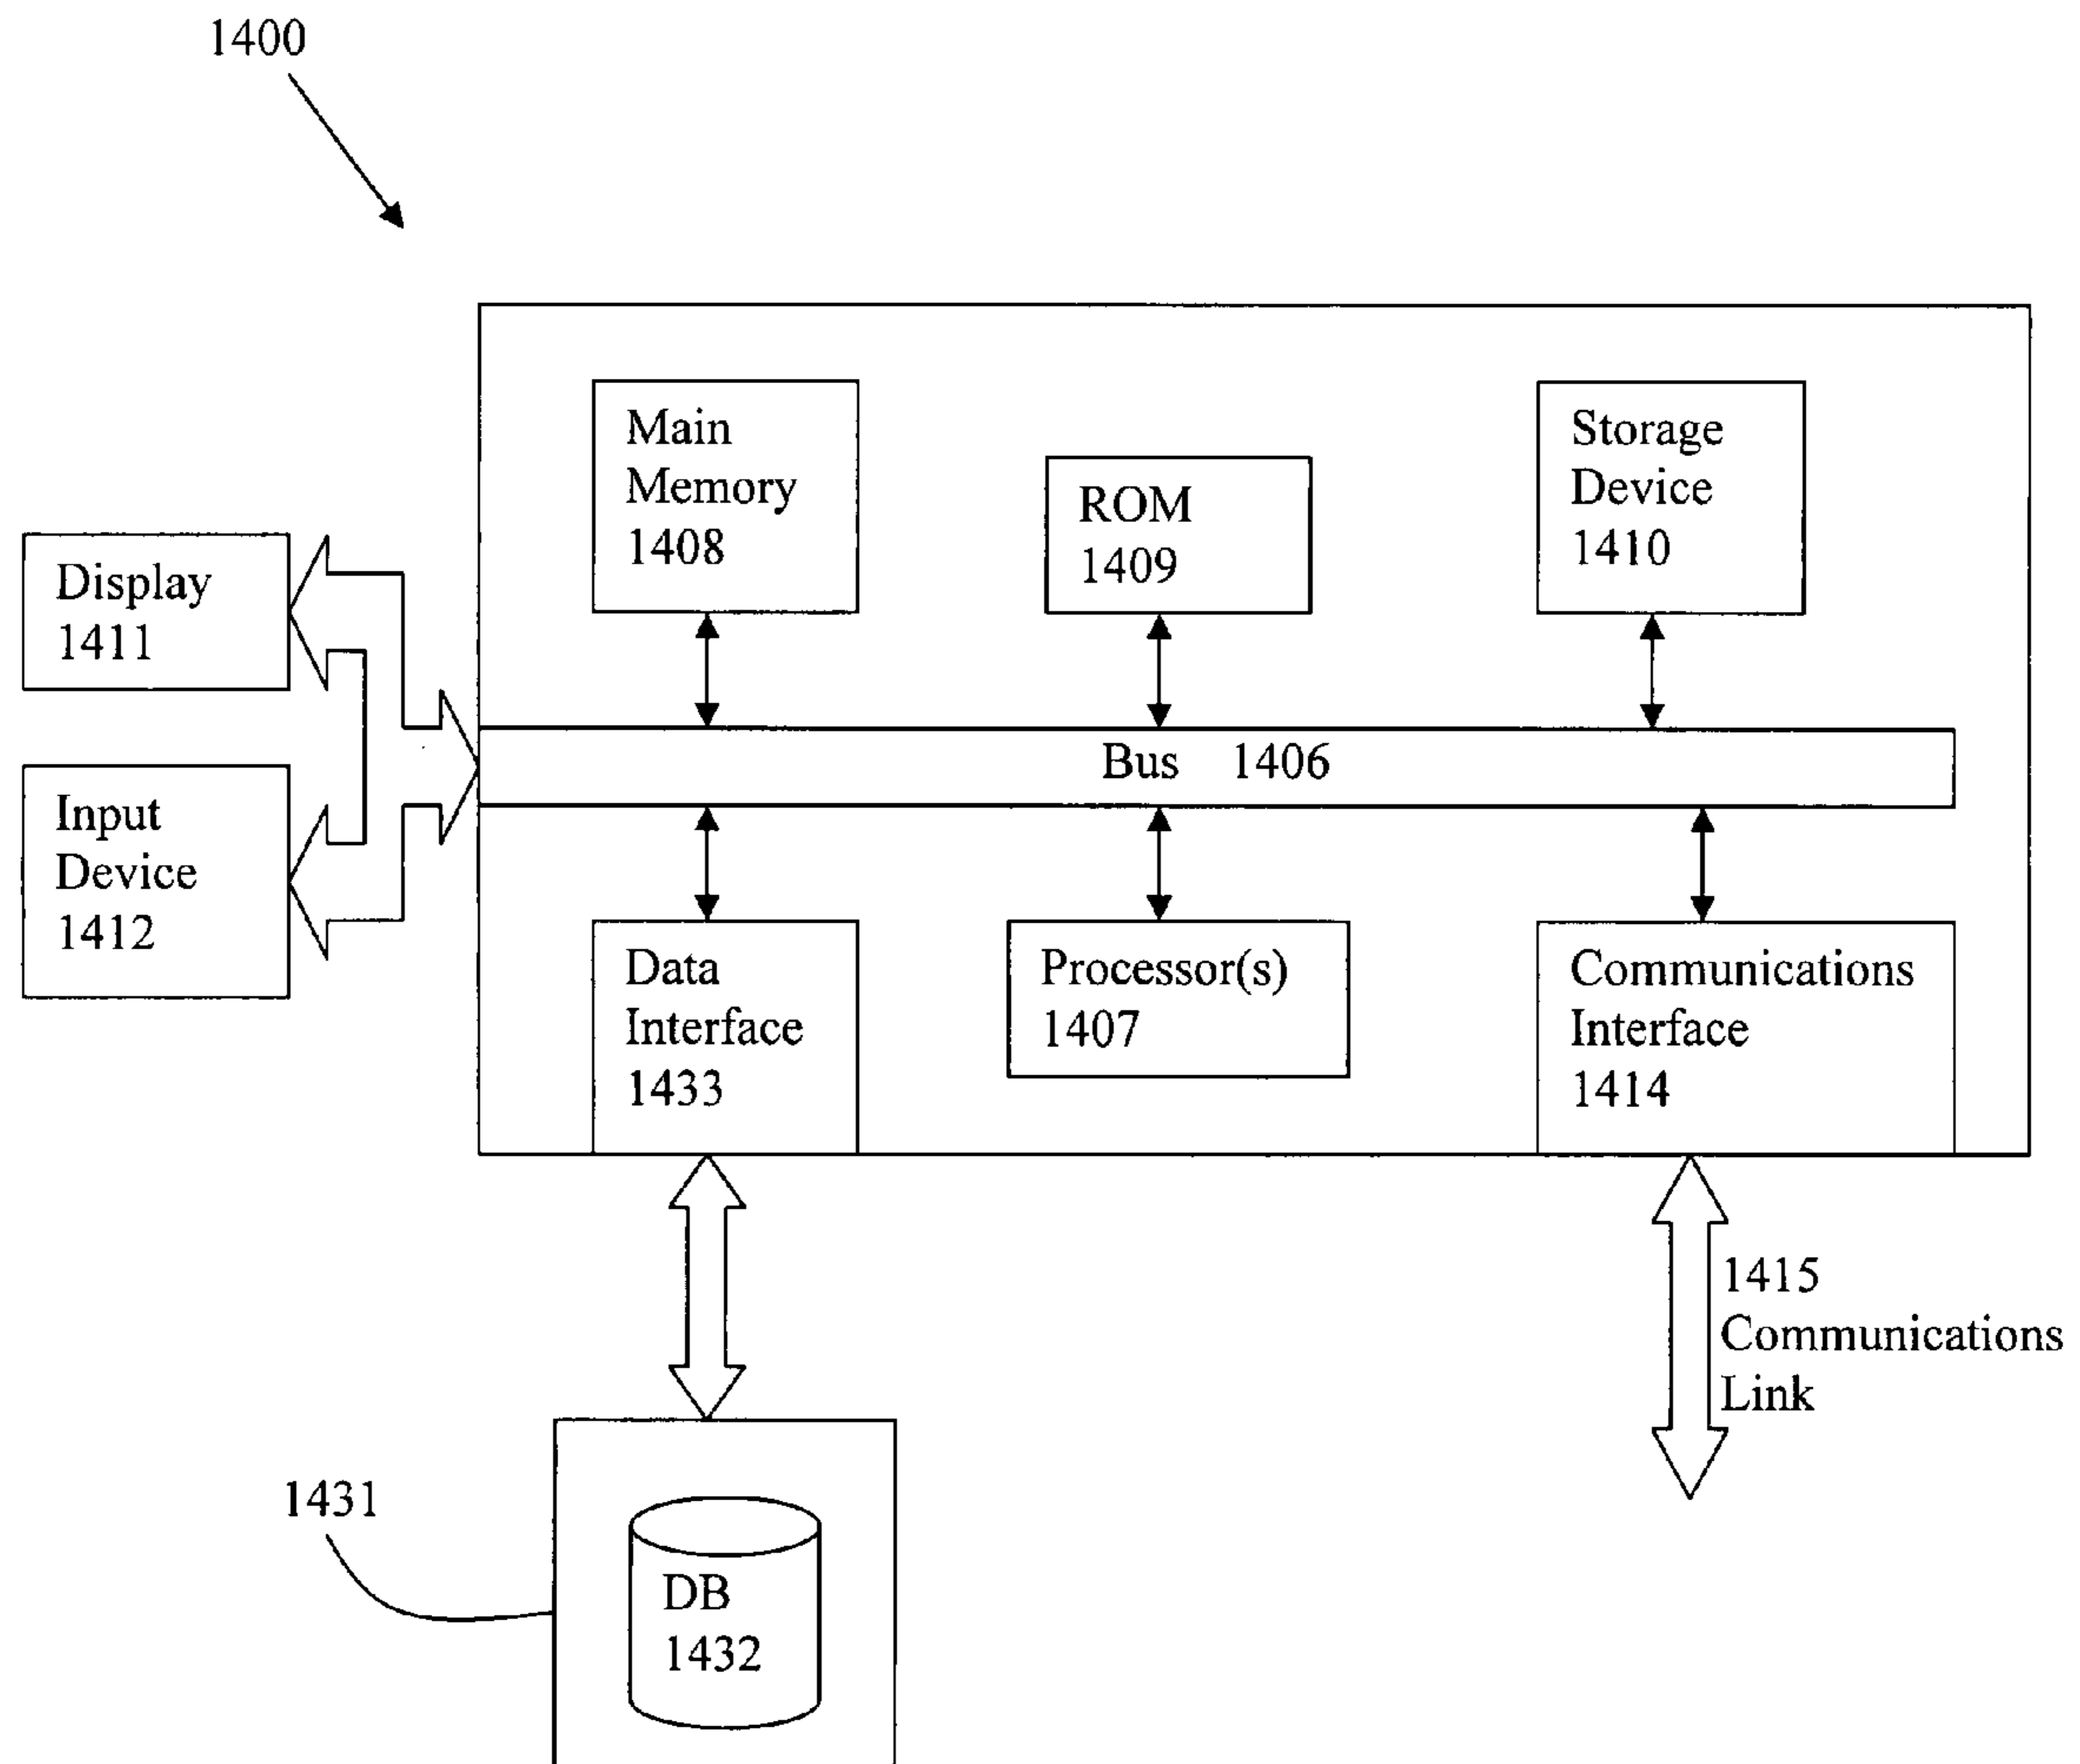 1400
Main
Memory
1408
ROM
1409
Storage
Device
1410
Display
1411
Bus 1406
Input
Device
1412
Data
Interface
1433
Processor(s)
1407
Communications
Interface
1414
1415
Communications
Link
1431
DB
1432